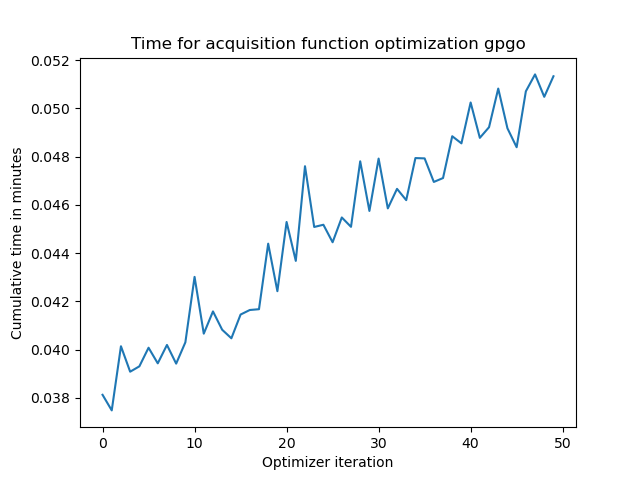 Time for acquisition function optimization gpgo
0.052
0.050
0.048
0.046
0.044
0.042
0.040
0.038
Cumulative time in minutes
0 10 20 30 40 50
Optimizer iteration